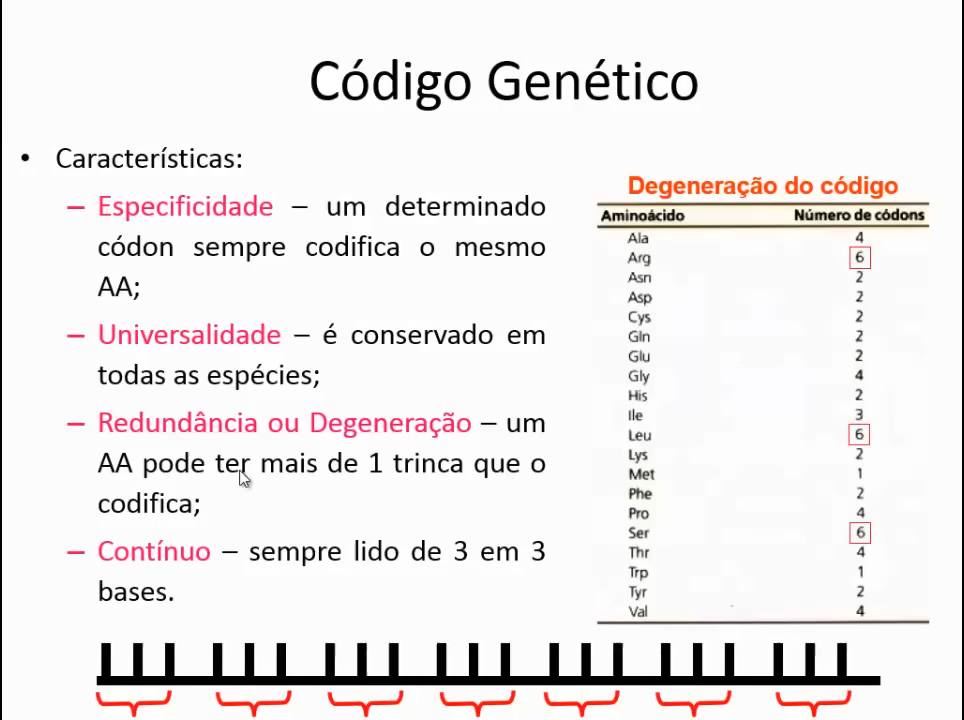 Código Genético
• Características:
– Especificidade – um determinado
códon sempre codifica o mesmo
AA;
– Universalidade – é conservado em
todas as espécies;
– Redundância ou Degeneração – um
AA pode ter mais de 1 trinca que o
codifica;
– Contínuo – sempre lido de 3 em 3
bases.
Degeneração do código
Aminoácido Número de códons
Ala 4
Arg 6
Asn 2
Asp 2
Cys 2
Gln 2
Glu 2
Gly 4
His 2
Ile 3
Leu 6
Lys 2
Met 1
Phe 2
Pro 4
Ser 6
Thr 4
Trp 1
Tyr 2
Val 4